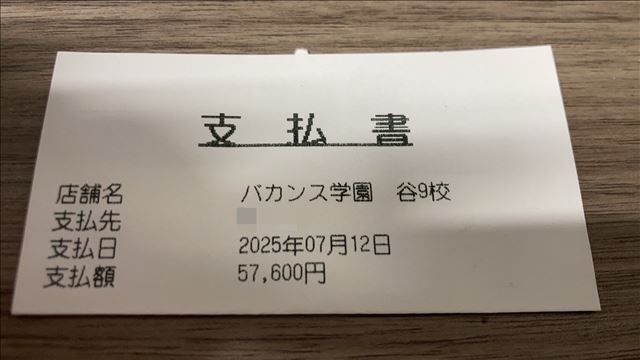 支払書
店舗名 バカンス学園 谷9校
支払先
支払日 2025年07月12日
支払額 57,600円